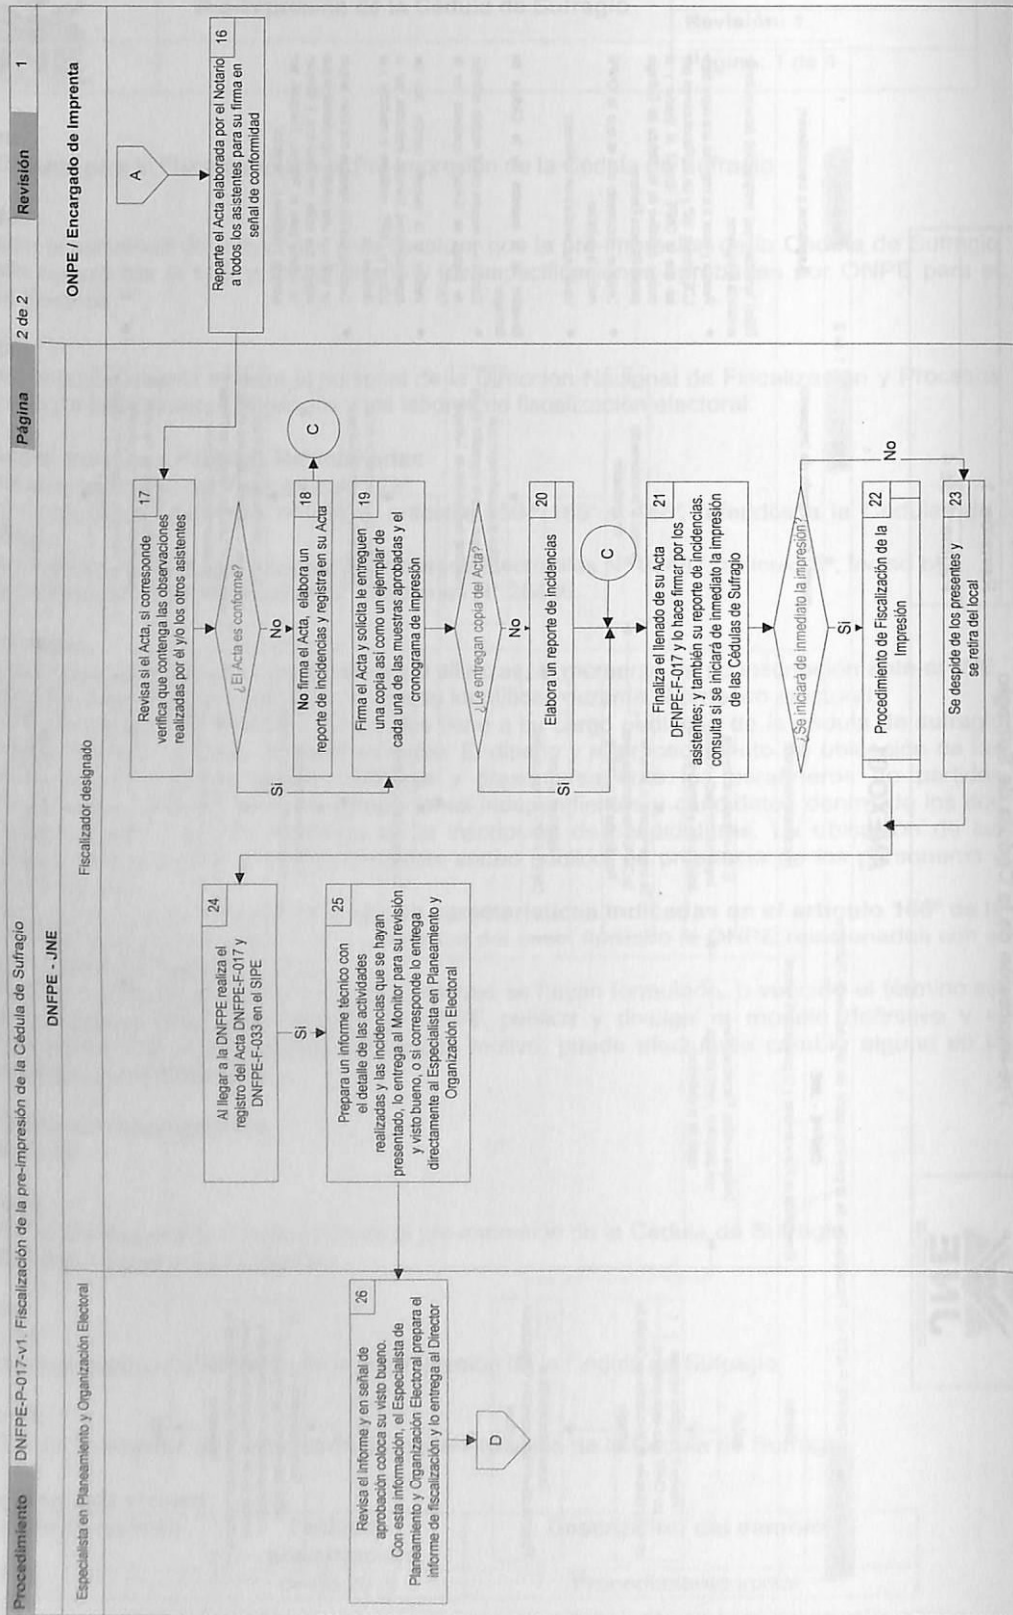 Procedimiento DNFPE-P-017-v1. Fiscalización de la pre-impresión de la Cédula de Sufragio Página 2 de 2 Revisión 1
DNFPE - JNE
ONPE / Encargado de Imprenta
Especialista en Planeamiento y Organización Electoral
Fiscalizador designado
A
16
Reparte el Acta elaborada por el Notario
a todos los asistentes para su firma en
señal de conformidad
17
Revisa si el Acta, si corresponde
verifica que contenga las observaciones
realizadas por él y/o los otros asistentes
¿El Acta es conforme?
No
Si
18
No firma el Acta, elabora un
reporte de incidencias y registra en su Acta
C
19
Firma el Acta y solicita le entreguen
una copia así como un ejemplar de
cada una de las muestras aprobadas y el
cronograma de impresión
¿Le entregan copia del Acta?
No
Si
20
Elabora un reporte de incidencias
C
21
Finaliza el llenado de su Acta
DFNPE-F-017 y lo hace firmar por los
asistentes; y también su reporte de incidencias.
consulta si se iniciará de inmediato la impresión
de las Cédulas de Sufragio
¿Se iniciará de inmediato la impresión?
No
Si
22
Procedimiento de Fiscalización de la
Impresión
23
Se despide de los presentes y
se retira del local
24
Al llegar a la DNFPE realiza el
registro del Acta DNFPE-F-017 y
DNFPE-F-033 en el SIPE
Si
25
Prepara un informe técnico con
el detalle de las actividades
realizadas y las incidencias que se hayan
presentado, lo entrega al Monitor para su revisión
y visto bueno, o si corresponde lo entrega
directamente al Especialista en Planeamiento y
Organización Electoral
26
Revisa el informe y en señal de
aprobación coloca su visto bueno.
Con esta información, el Especialista de
Planeamiento y Organización Electoral prepara el
informe de fiscalización y lo entrega al Director
D